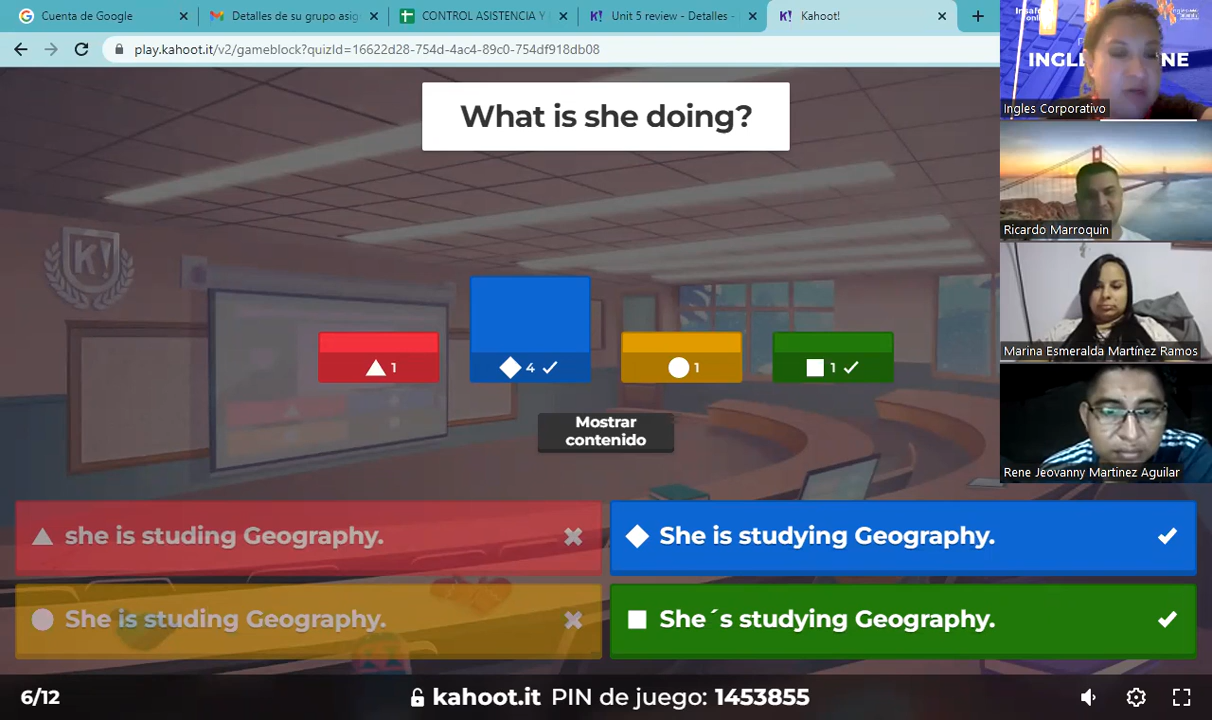 Cuenta de Google
Detalles de su grupo asig
CONTROL ASISTENCIA Y
K! Unit 5 review - Detalles -
K! Kahoot!
play.kahoot.it/v2/gameblock?quizId=16622d28-754d-4ac4-89c0-754df918db08
What is she doing?
K!
1
4
1
1
Mostrar
contenido
she is studing Geography.
She is studying Geography.
She is studing Geography.
She´s studying Geography.
6/12
kahoot.it PIN de juego: 1453855
Ingles Corporativo
Ricardo Marroquin
Marina Esmeralda Martínez Ramos
Rene Jeovanny Martinez Aguilar